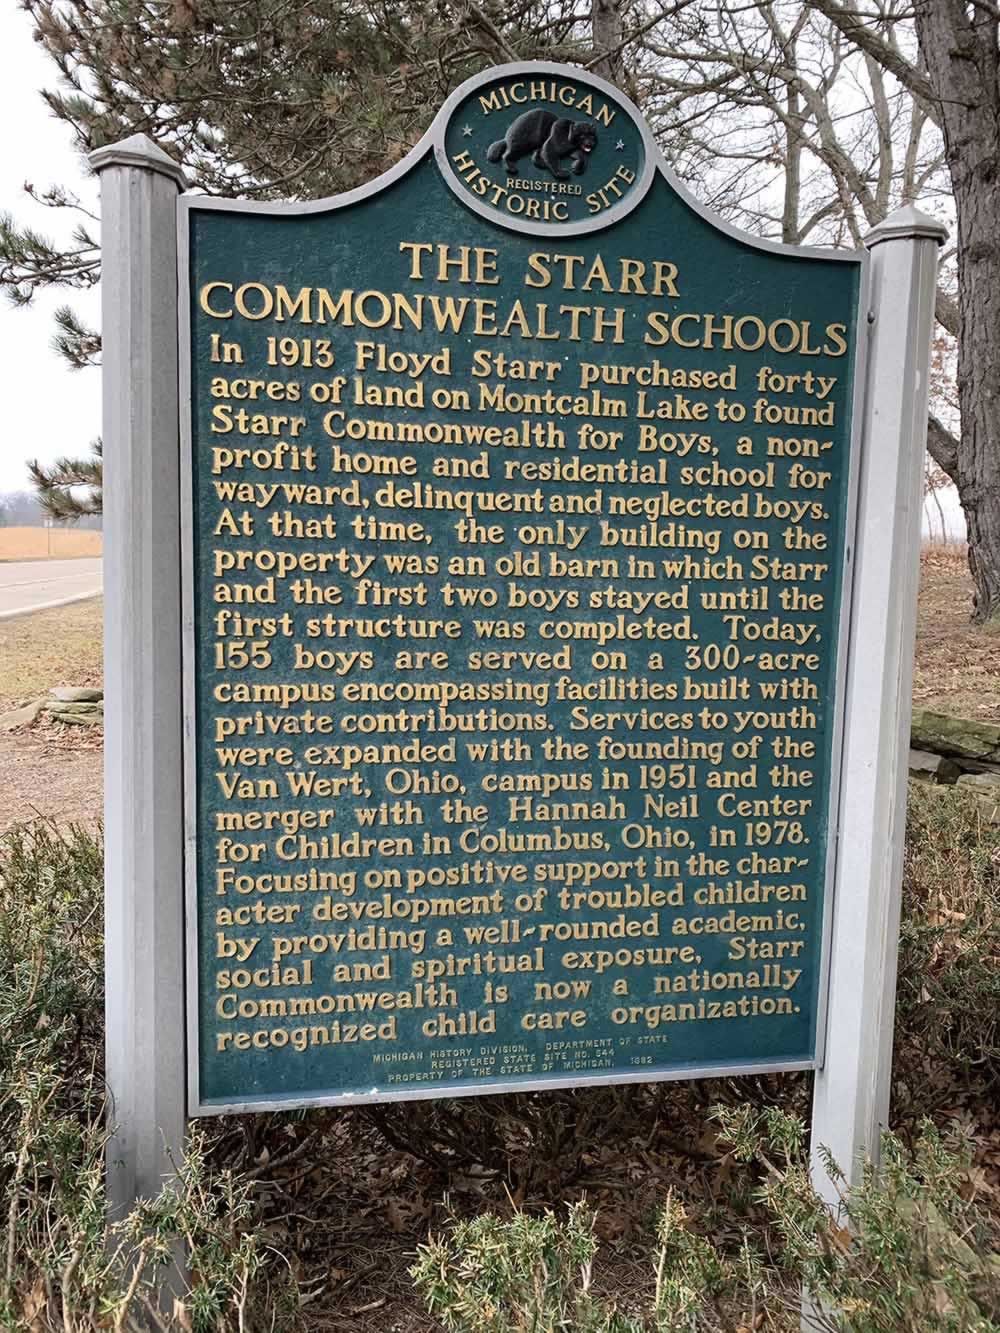 MICHIGAN
REGISTERED
HISTORIC SITE
THE STARR
COMMONWEALTH SCHOOLS
In 1913 Floyd Starr purchased forty
acres of land on Montcalm Lake to found
Starr Commonwealth for Boys, a non-
profit home and residential school for
wayward, delinquent and neglected boys.
At that time, the only building on the
property was an old barn in which Starr
and the first two boys stayed until the
first structure was completed. Today,
155 boys are served on a 300-acre
campus encompassing facilities built with
private contributions. Services to youth
were expanded with the founding of the
Van Wert, Ohio, campus in 1951 and the
merger with the Hannah Neil Center
for Children in Columbus, Ohio, in 1978.
Focusing on positive support in the char-
acter development of troubled children
by providing a well-rounded academic,
social and spiritual exposure, Starr
Commonwealth is now a nationally
recognized child care organization.
MICHIGAN HISTORY DIVISION, DEPARTMENT OF STATE
REGISTERED STATE SITE NO. 544
PROPERTY OF THE STATE OF MICHIGAN, 1982